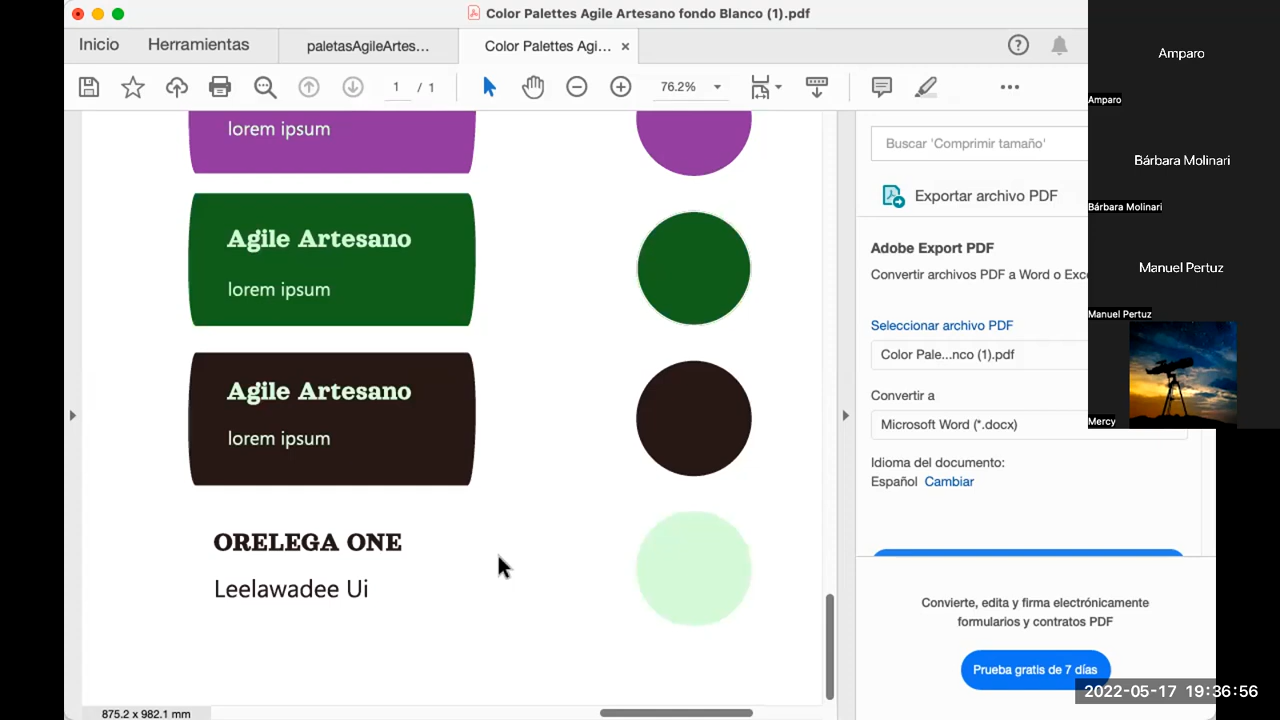 Color Palettes Agile Artesano fondo Blanco (1).pdf
Inicio
Herramientas
paletasAgileArtes...
Color Palettes Agi... ×
1 / 1
76.2%
lorem ipsum
Agile Artesano
lorem ipsum
Agile Artesano
lorem ipsum
ORELEGA ONE
Leelawadee Ui
875.2 x 982.1 mm
Buscar 'Comprimir tamaño'
Exportar archivo PDF
Adobe Export PDF
Convertir archivos PDF a Word o Exce
Seleccionar archivo PDF
Color Pale...nco (1).pdf
Convertir a
Microsoft Word (*.docx)
Idioma del documento:
Español Cambiar
Convierte, edita y firma electrónicamente
formularios y contratos PDF
Prueba gratis de 7 días
Amparo
Amparo
Bárbara Molinari
Bárbara Molinari
Manuel Pertuz
Manuel Pertuz
Mercy
2022-05-17 19:36:56